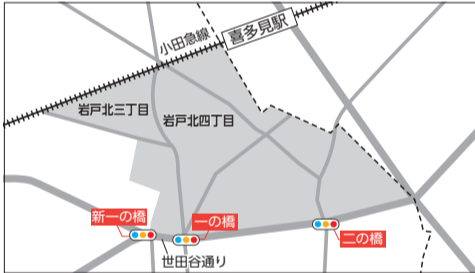 小田急線
喜多見駅
岩戸北三丁目
岩戸北四丁目
新一の橋
一の橋
二の橋
世田谷通り